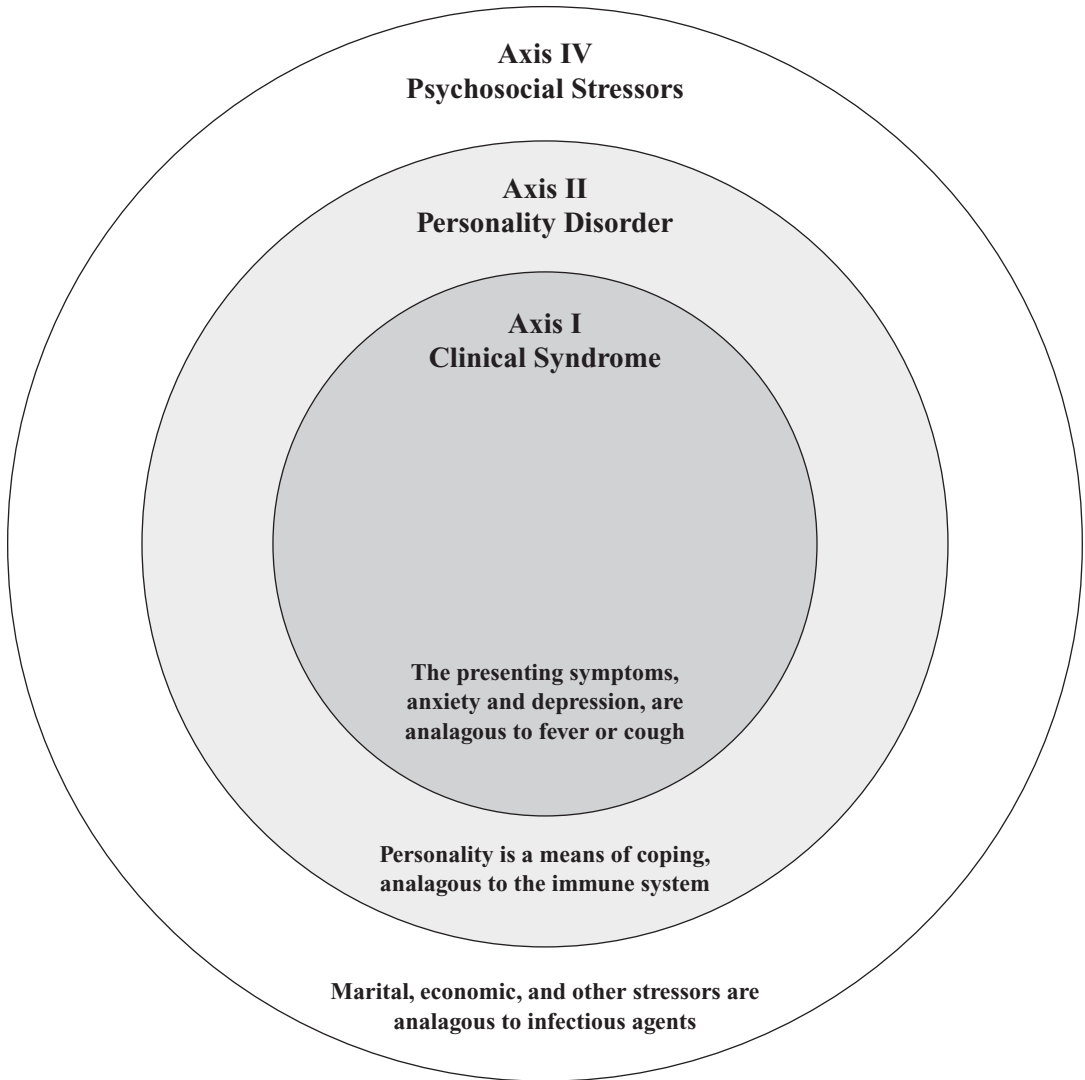 Axis IV
Psychosocial Stressors
Axis II
Personality Disorder
Axis I
Clinical Syndrome
The presenting symptoms,
anxiety and depression, are
analagous to fever or cough
Personality is a means of coping,
analagous to the immune system
Marital, economic, and other stressors are
analagous to infectious agents